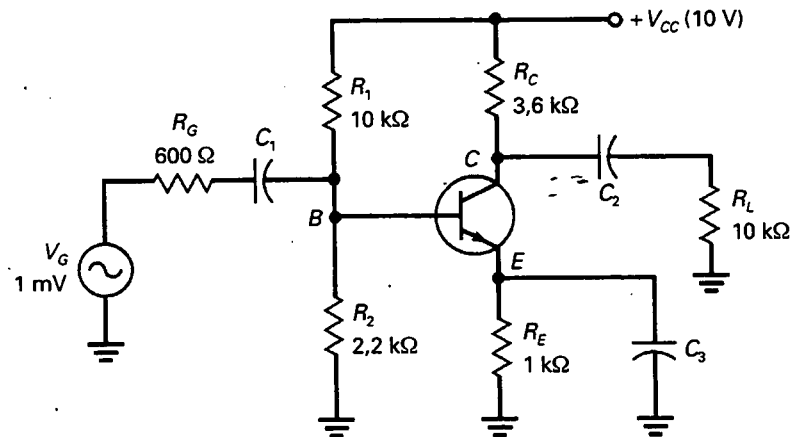 +V_CC (10 V)
R_1
10 kΩ
R_C
3,6 kΩ
R_G
600 Ω
C_1
C
C_2
R_L
10 kΩ
B
V_G
1 mV
E
R_2
2,2 kΩ
R_E
1 kΩ
C_3